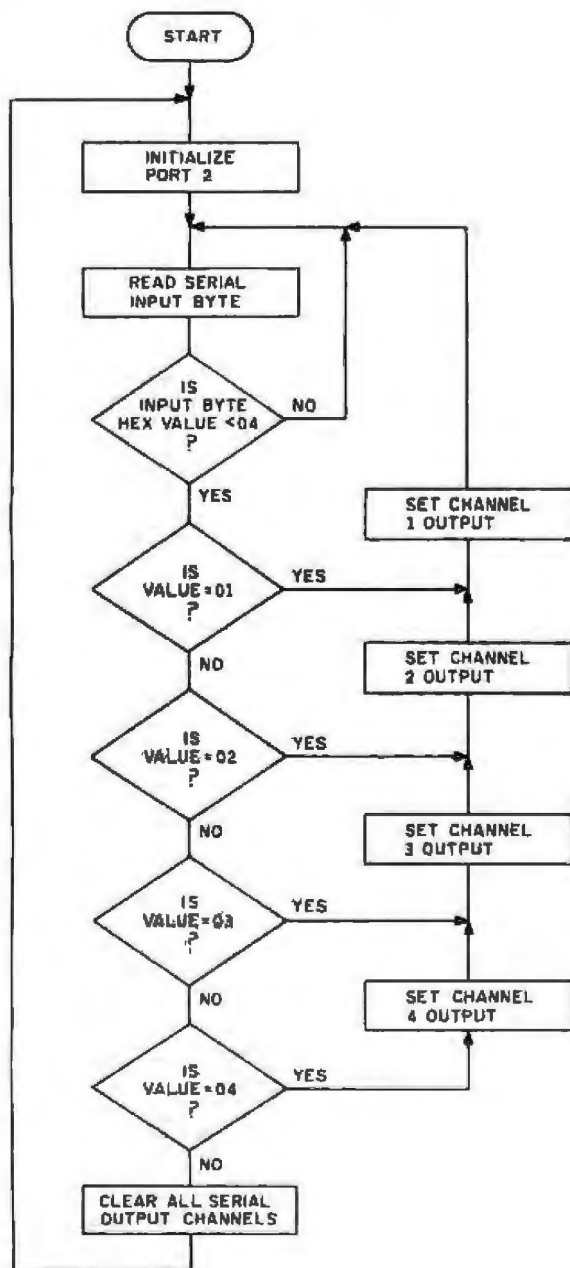 START
INITIALIZE
PORT 2
READ SERIAL
INPUT BYTE
IS
INPUT BYTE
HEX VALUE <04
?
NO
YES
SET CHANNEL
1 OUTPUT
IS
VALUE=01
?
YES
NO
SET CHANNEL
2 OUTPUT
IS
VALUE=02
?
YES
NO
SET CHANNEL
3 OUTPUT
IS
VALUE=03
?
YES
NO
SET CHANNEL
4 OUTPUT
IS
VALUE=04
?
YES
NO
CLEAR ALL SERIAL
OUTPUT CHANNELS